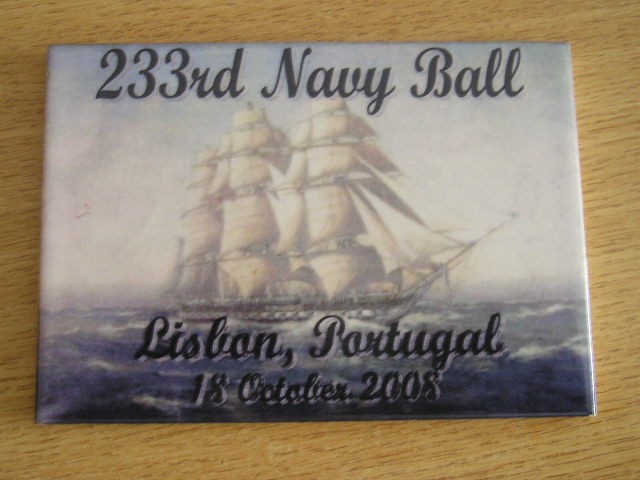 233rd Navy Ball
Lisbon, Portugal
18 October 2008